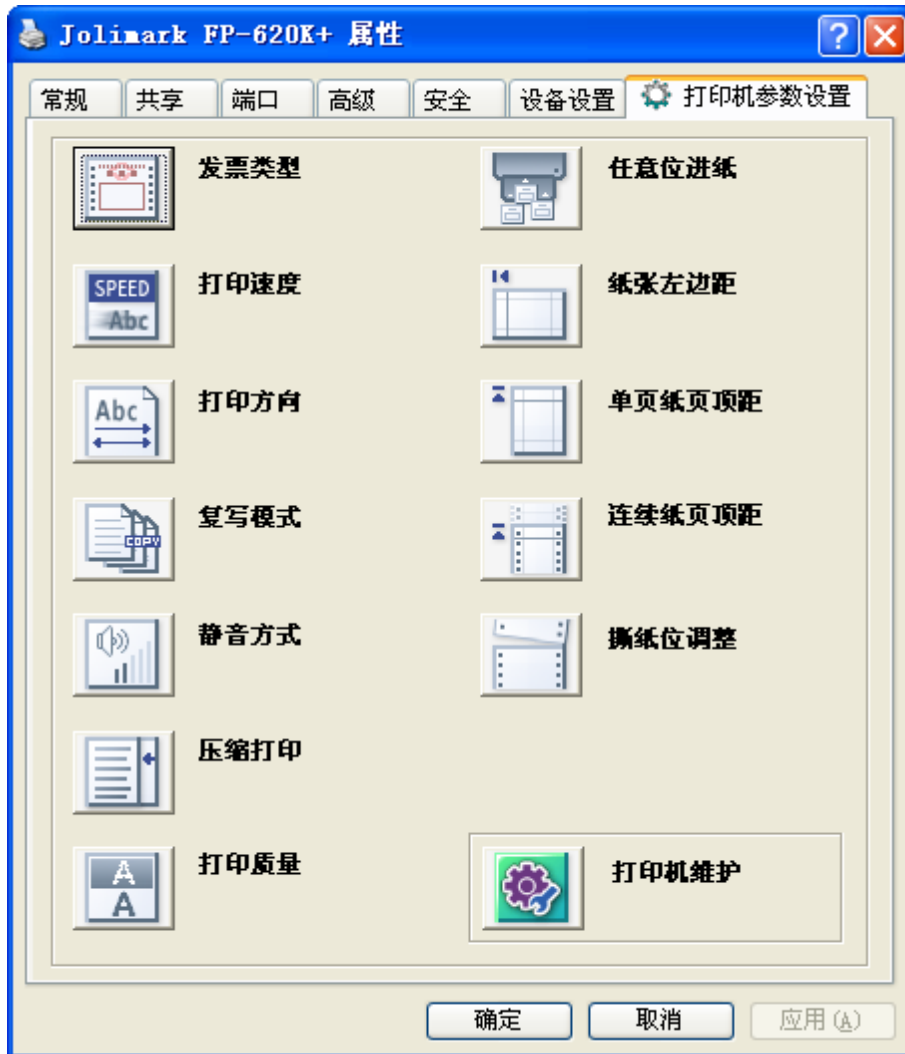 Jolimark FP-620K+ 属性
常规 共享 端口 高级 安全 设备设置 打印机参数设置
发票类型 任意位进纸
SPEED
Abc
打印速度 纸张左边距
Abc
打印方向 单页纸页顶距
COPY
复写模式 连续纸页顶距
静音方式 撕纸位调整
压缩打印
A
A
打印质量 打印机维护
确定 取消 应用(A)